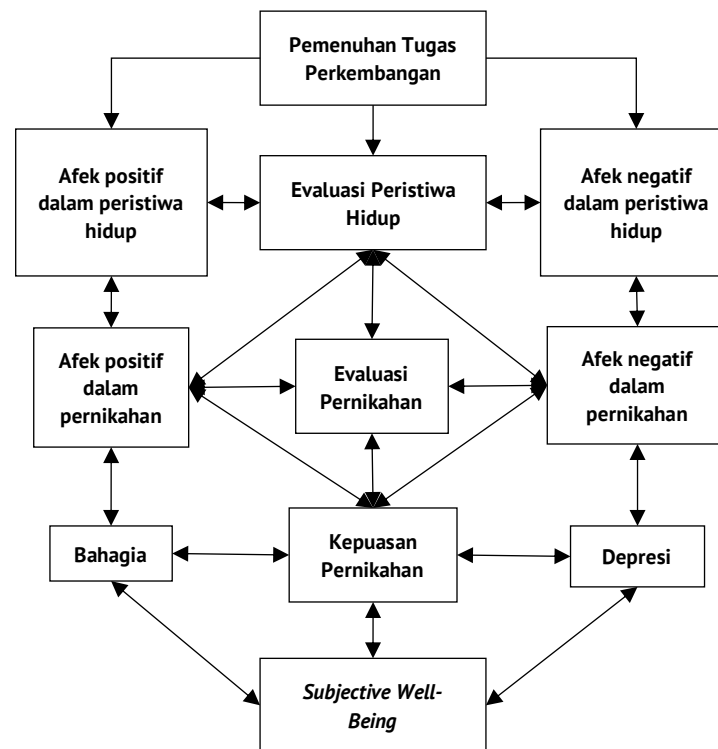 Pemenuhan Tugas
Perkembangan
Afek positif
dalam peristiwa
hidup
Evaluasi Peristiwa
Hidup
Afek negatif
dalam peristiwa
hidup
Afek positif
dalam
pernikahan
Evaluasi
Pernikahan
Afek negatif
dalam
pernikahan
Bahagia
Kepuasan
Pernikahan
Depresi
Subjective Well-
Being